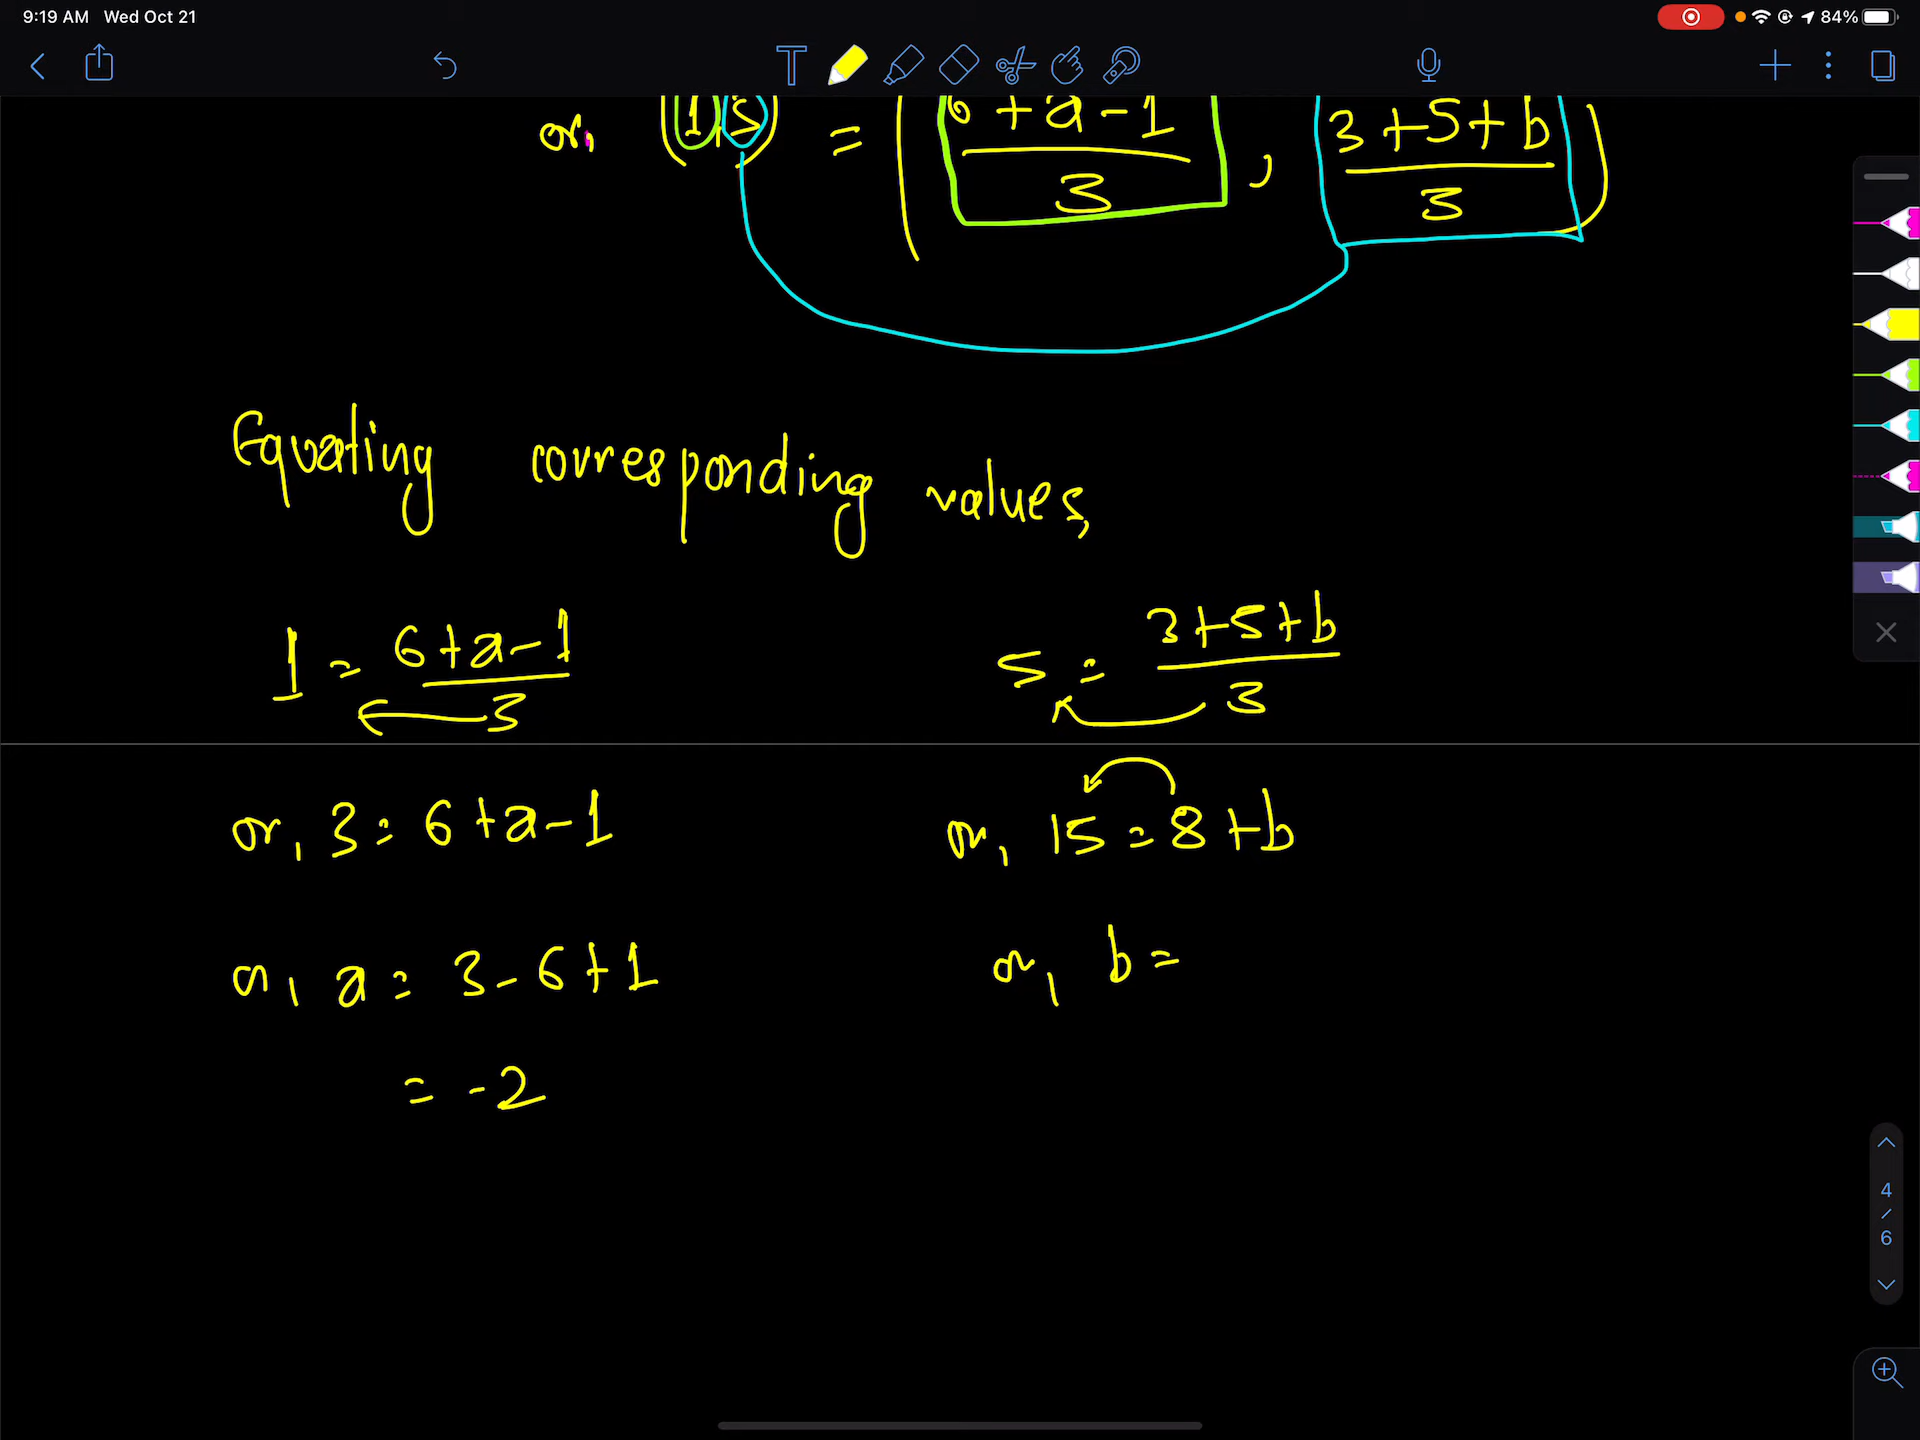 9:19 AM Wed Oct 21 84%
or, (1,5) = (6+a-1/3, 3+5+b/3)
Equating corresponding values,
1 = 6+a-1/3
5 = 3+5+b/3
or, 3 = 6+a-1
or, 15 = 8+b
or, a = 3-6+1
or, b =
= -2
4
/
6